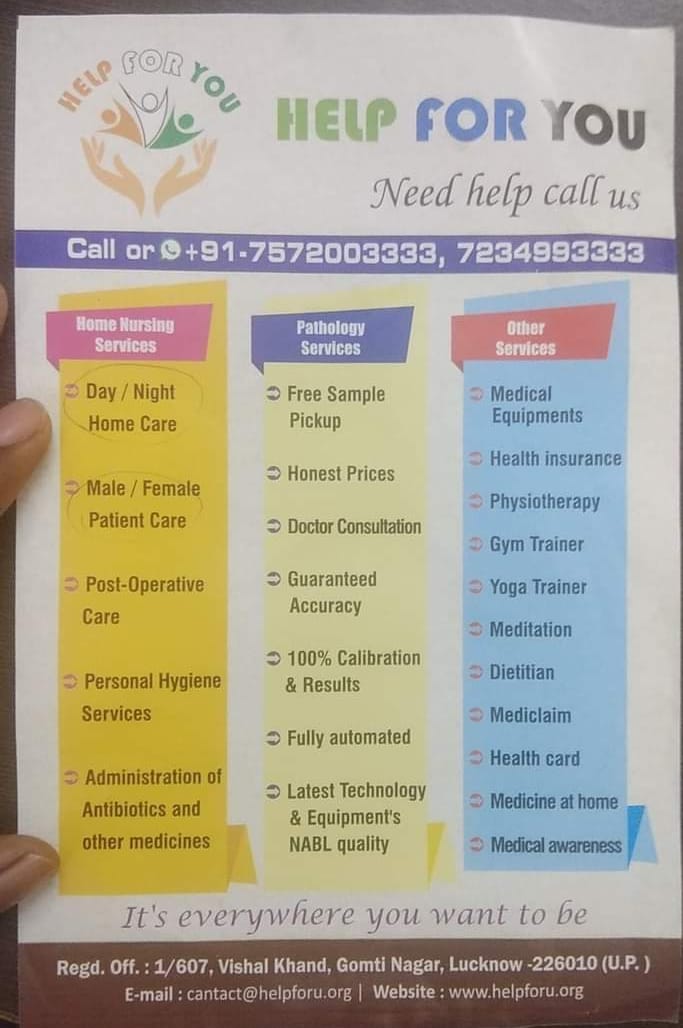 HELP FOR YOU
HELP FOR YOU
Need help call us
Call or +91-7572003333, 7234993333
Home Nursing
Services
Day / Night
Home Care
Male / Female
Patient Care
Post-Operative
Care
Personal Hygiene
Services
Administration of
Antibiotics and
other medicines
Pathology
Services
Free Sample
Pickup
Honest Prices
Doctor Consultation
Guaranteed
Accuracy
100% Calibration
& Results
Fully automated
Latest Technology
& Equipment's
NABL quality
Other
Services
Medical
Equipments
Health insurance
Physiotherapy
Gym Trainer
Yoga Trainer
Meditation
Dietitian
Mediclaim
Health card
Medicine at home
Medical awareness
It's everywhere you want to be
Regd. Off. : 1/607, Vishal Khand, Gomti Nagar, Lucknow -226010 (U.P. )
E-mail : cantact@helpforu.org | Website : www.helpforu.org